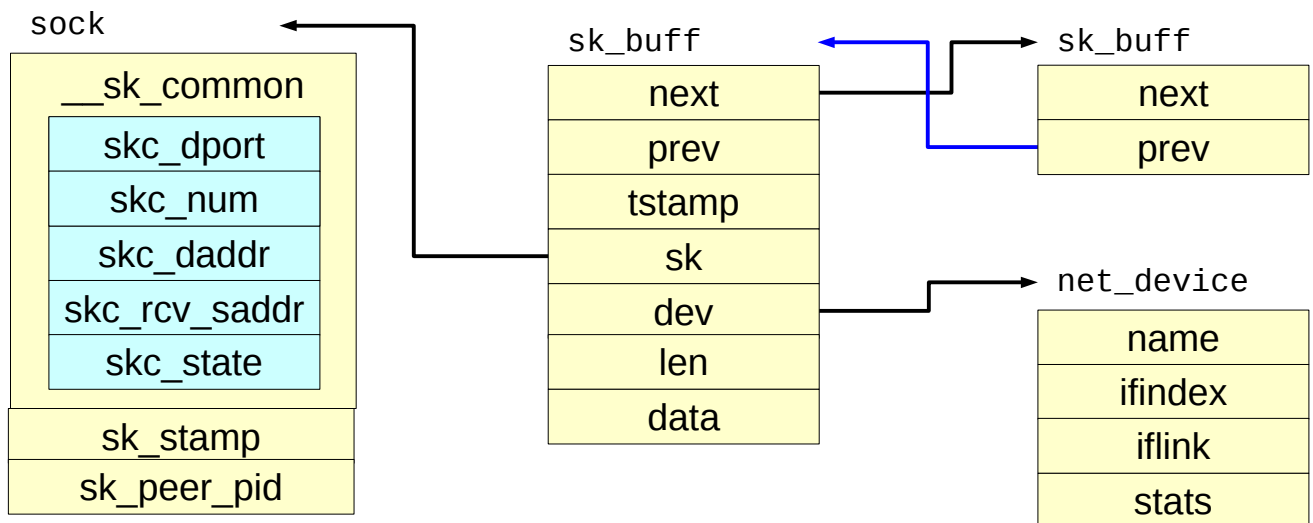 sock
__sk_common
skc_dport
skc_num
skc_daddr
skc_rcv_saddr
skc_state
sk_stamp
sk_peer_pid
sk_buff
next
prev
tstamp
sk
dev
len
data
sk_buff
next
prev
net_device
name
ifindex
iflink
stats